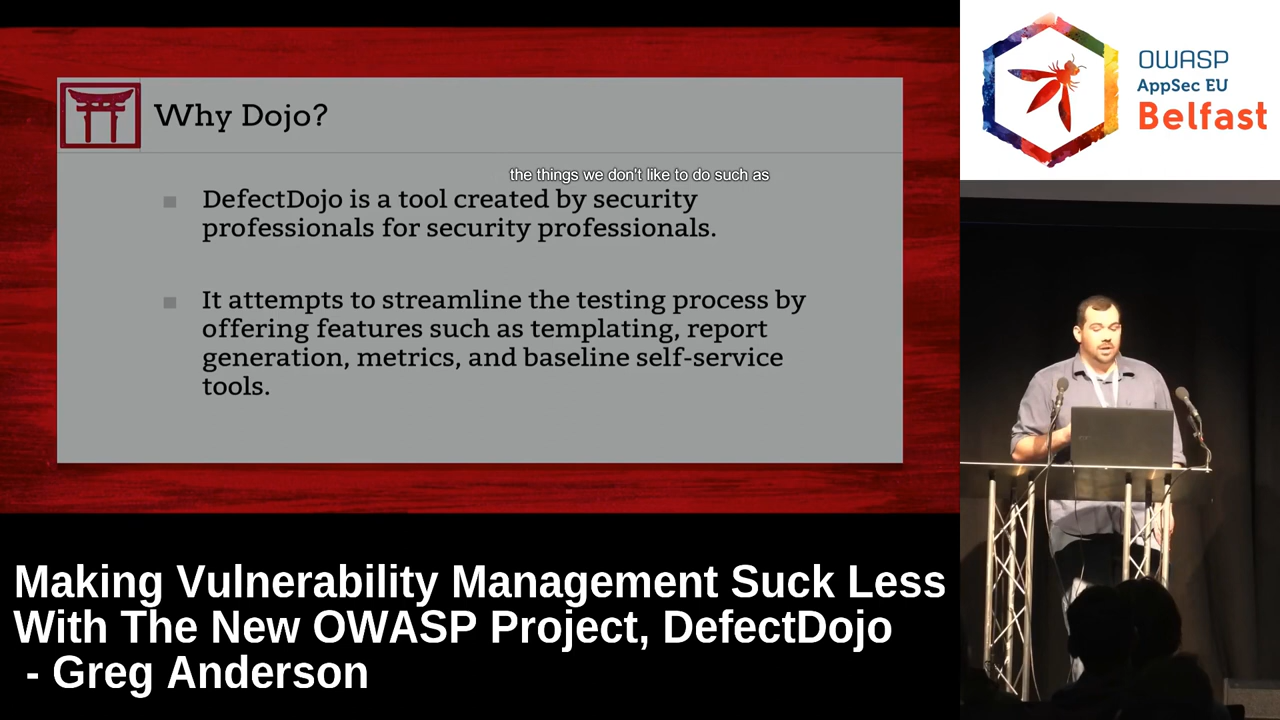 Why Dojo?
the things we don't like to do such as
DefectDojo is a tool created by security
professionals for security professionals.
It attempts to streamline the testing process by
offering features such as templating, report
generation, metrics, and baseline self-service
tools.
OWASP
AppSec EU
Belfast
Making Vulnerability Management Suck Less
With The New OWASP Project, DefectDojo
- Greg Anderson